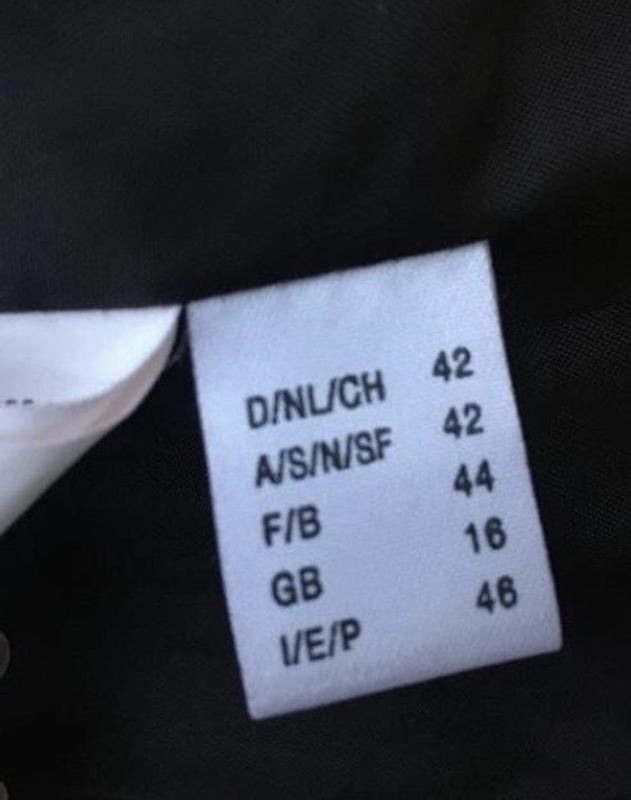 D/NL/CH 42
A/S/N/SF 42
F/B 44
GB 16
I/E/P 46